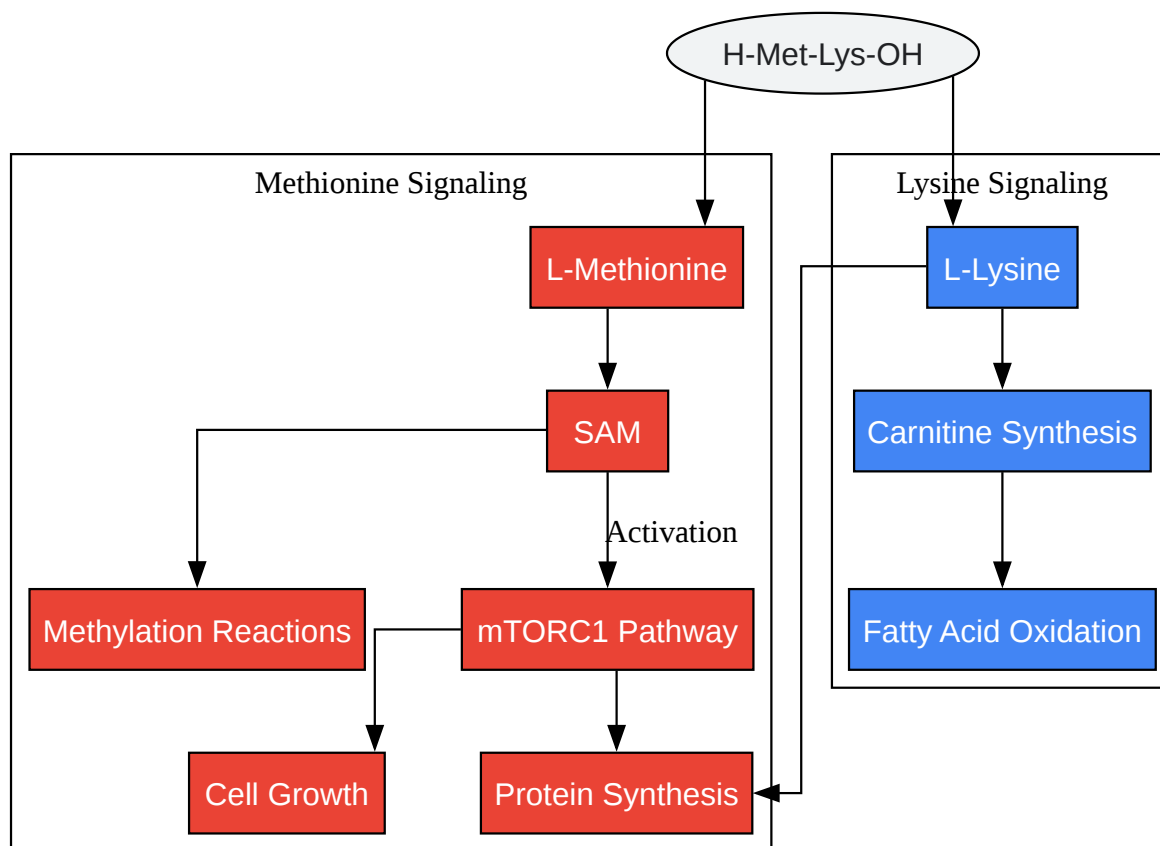 H-Met-Lys-OH
Methionine Signaling
Lysine Signaling
L-Methionine
L-Lysine
SAM
Carnitine Synthesis
Activation
Methylation Reactions
mTORC1 Pathway
Fatty Acid Oxidation
Cell Growth
Protein Synthesis